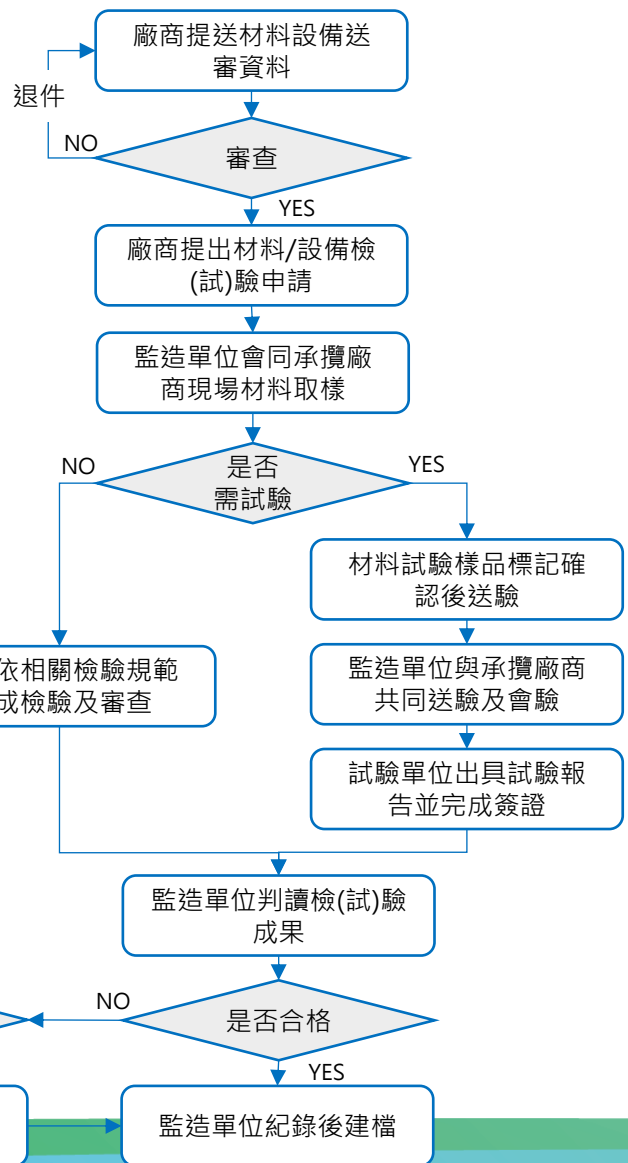 廠商提送材料設備送
審資料
退件
NO
審查
YES
廠商提出材料/設備檢
(試)驗申請
監造單位會同承攬廠
商現場材料取樣
NO
是否
需試驗
YES
材料試驗樣品標記確
認後送驗
依相關檢驗規範
成檢驗及審查
監造單位與承攬廠商
共同送驗及會驗
試驗單位出具試驗報
告並完成簽證
監造單位判讀檢(試)驗
成果
NO
是否合格
YES
監造單位紀錄後建檔